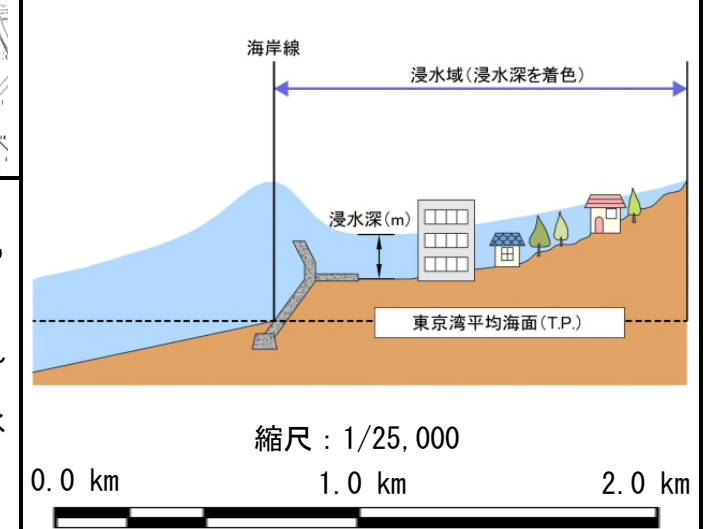 海岸線
浸水域(浸水深を着色)
浸水深(m)
東京湾平均海面(T.P.)
縮尺：1/25,000
0.0 km 1.0 km 2.0 km